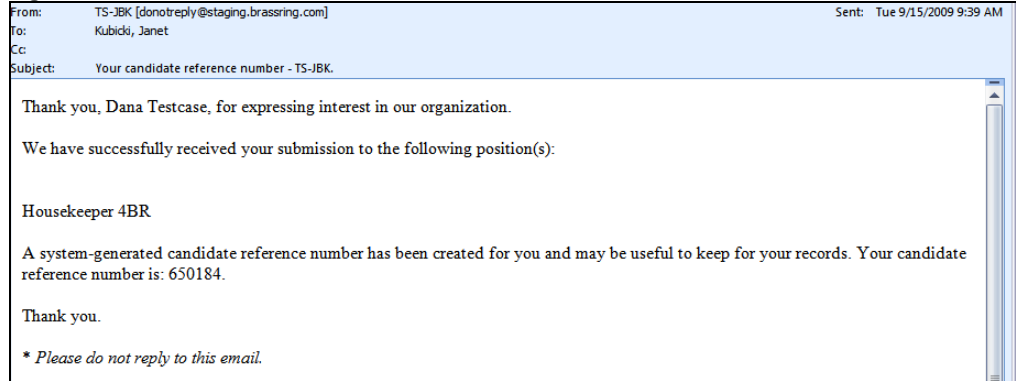 From: TS-JBK [donotreply@staging.brassring.com] Sent: Tue 9/15/2009 9:39 AM
To: Kubicki, Janet
Cc:
Subject: Your candidate reference number - TS-JBK.
Thank you, Dana Testcase, for expressing interest in our organization.
We have successfully received your submission to the following position(s):
Housekeeper 4BR
A system-generated candidate reference number has been created for you and may be useful to keep for your records. Your candidate
reference number is: 650184.
Thank you.
* Please do not reply to this email.